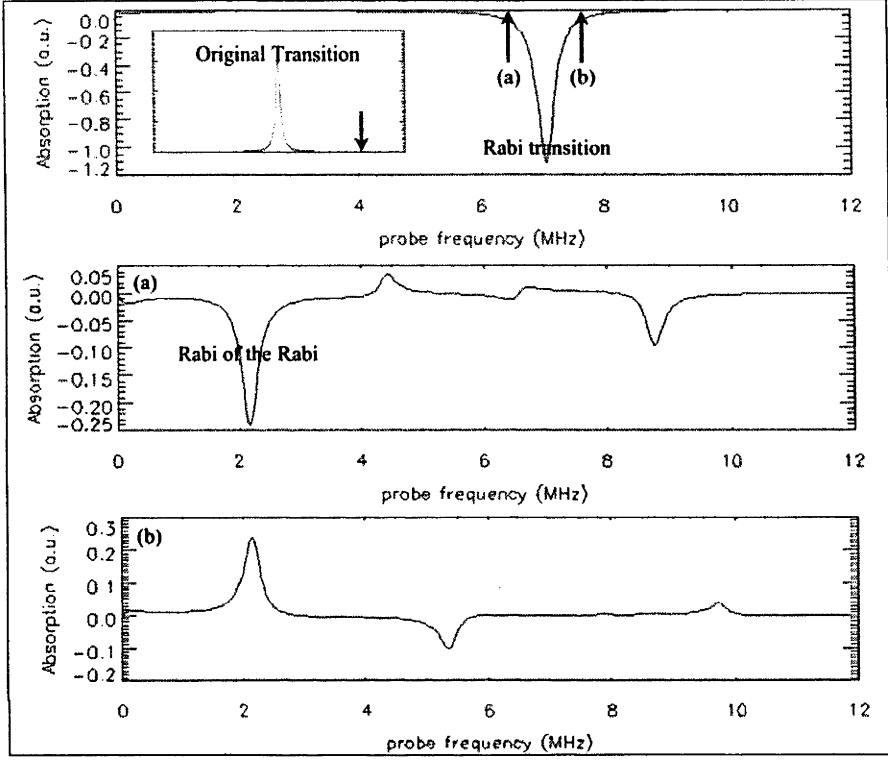 Absorption (a.u.)
0.0
-0.2
-0.4
-0.6
-0.8
-1.0
-1.2
Original Transition
(a)
(b)
Rabi transition
0 2 4 6 8 10 12
probe frequency (MHz)
Absorption (a.u.)
0.05
0.00
-0.05
-0.10
-0.15
-0.20
-0.25
(a)
Rabi of the Rabi
0 2 4 6 8 10 12
probe frequency (MHz)
Absorption (a.u.)
0.3
0.2
0.1
0.0
-0.1
-0.2
(b)
0 2 4 6 8 10 12
probe frequency (MHz)